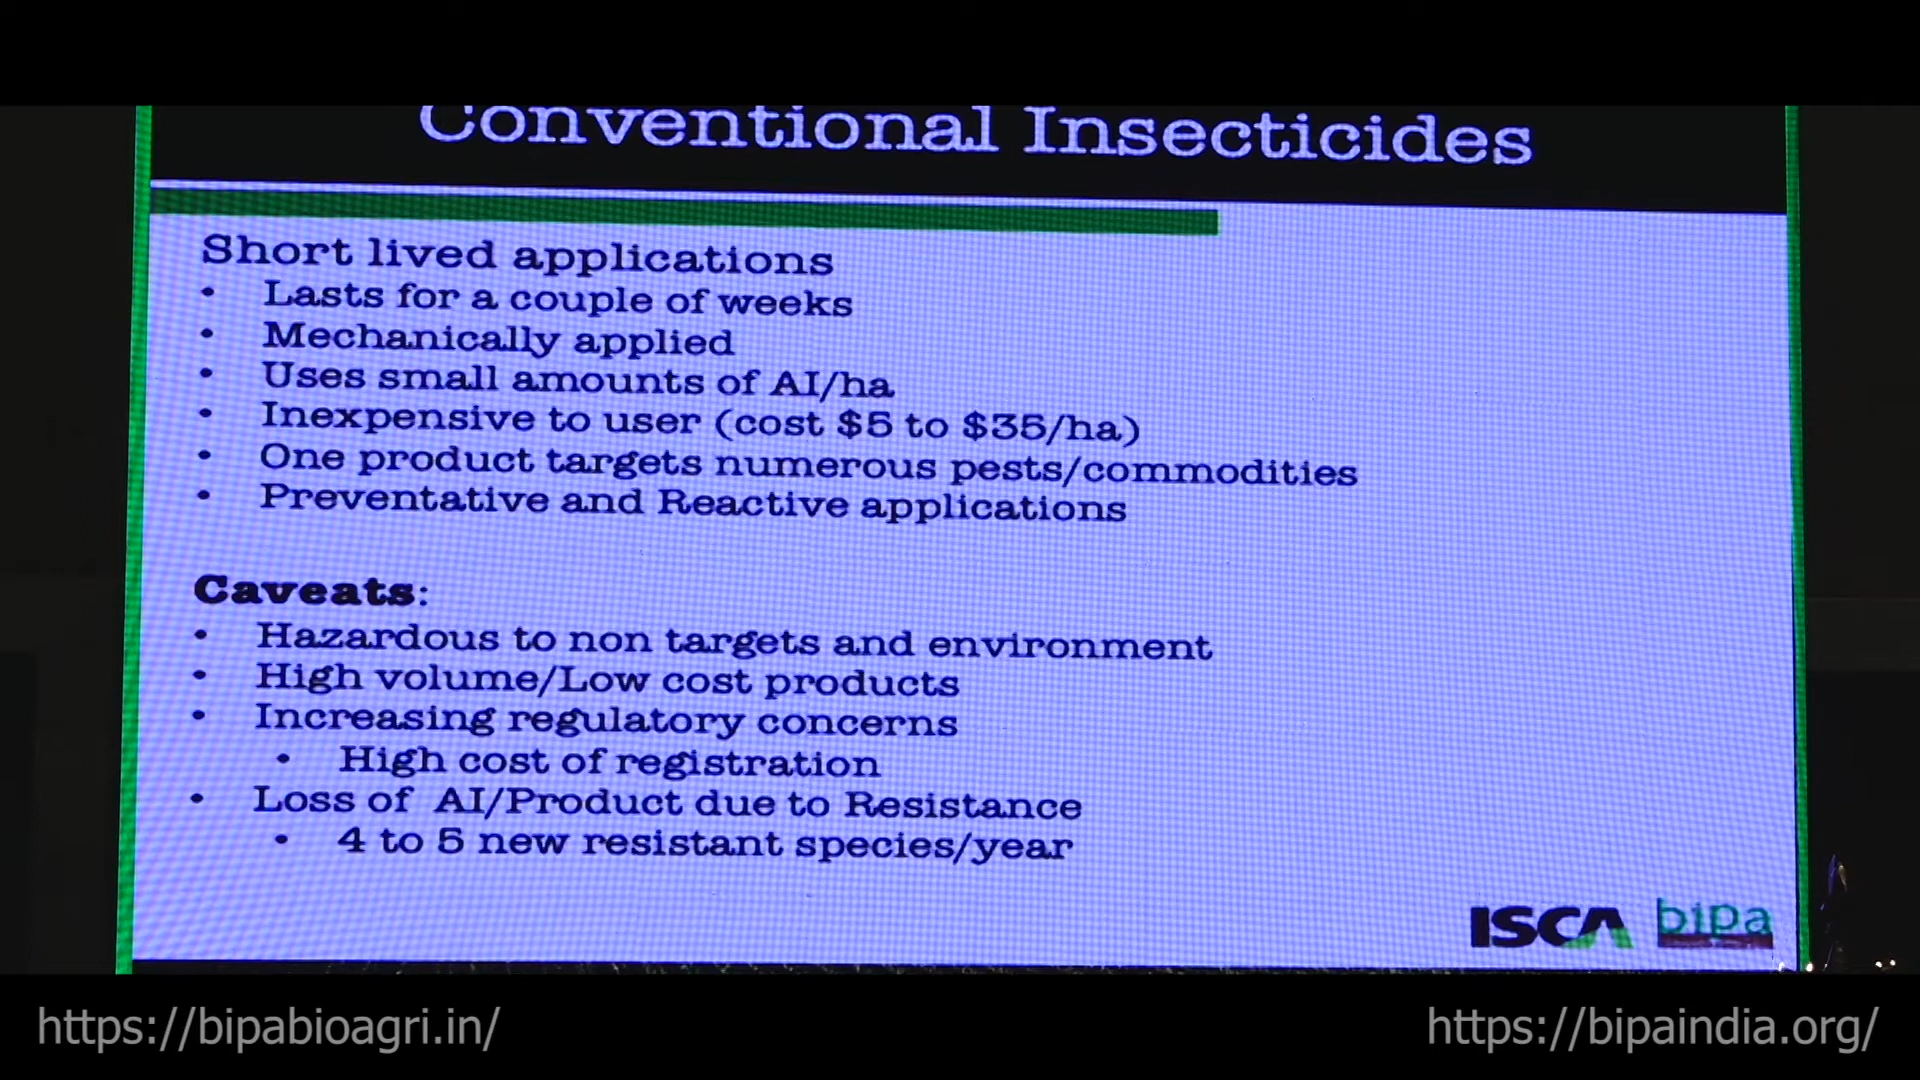 Conventional Insecticides
Short lived applications
• Lasts for a couple of weeks
• Mechanically applied
• Uses small amounts of AI/ha
• Inexpensive to user (cost $5 to $35/ha)
• One product targets numerous pests/commodities
• Preventative and Reactive applications
Caveats:
• Hazardous to non targets and environment
• High volume/Low cost products
• Increasing regulatory concerns
• High cost of registration
• Loss of AI/Product due to Resistance
• 4 to 5 new resistant species/year
ISCA bipa
https://bipabioagri.in/ https://bipaindia.org/